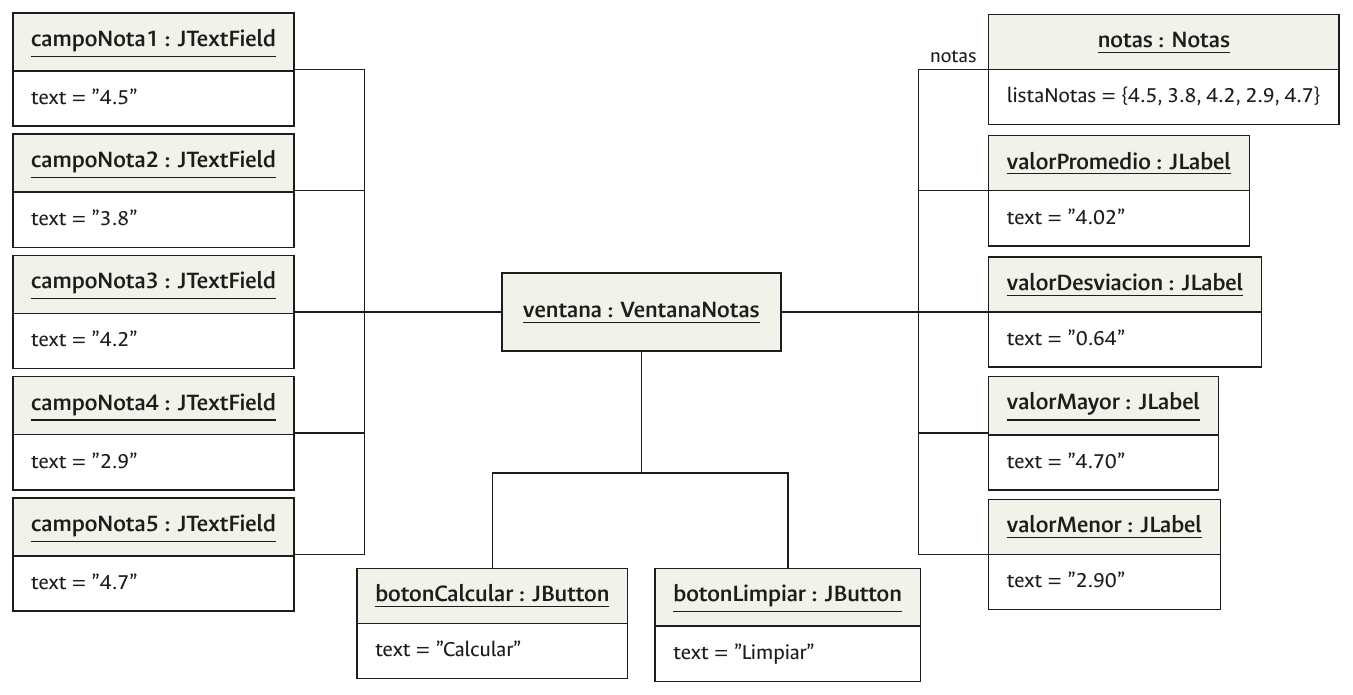 campoNota1 : JTextField
text = ”4.5”
campoNota2 : JTextField
text = ”3.8”
campoNota3 : JTextField
text = ”4.2”
campoNota4 : JTextField
text = ”2.9”
campoNota5 : JTextField
text = ”4.7”
ventana : VentanaNotas
botonCalcular : JButton
text = ”Calcular”
botonLimpiar : JButton
text = ”Limpiar”
notas
notas : Notas
listaNotas = {4.5, 3.8, 4.2, 2.9, 4.7}
valorPromedio : JLabel
text = ”4.02”
valorDesviacion : JLabel
text = ”0.64”
valorMayor : JLabel
text = ”4.70”
valorMenor : JLabel
text = ”2.90”